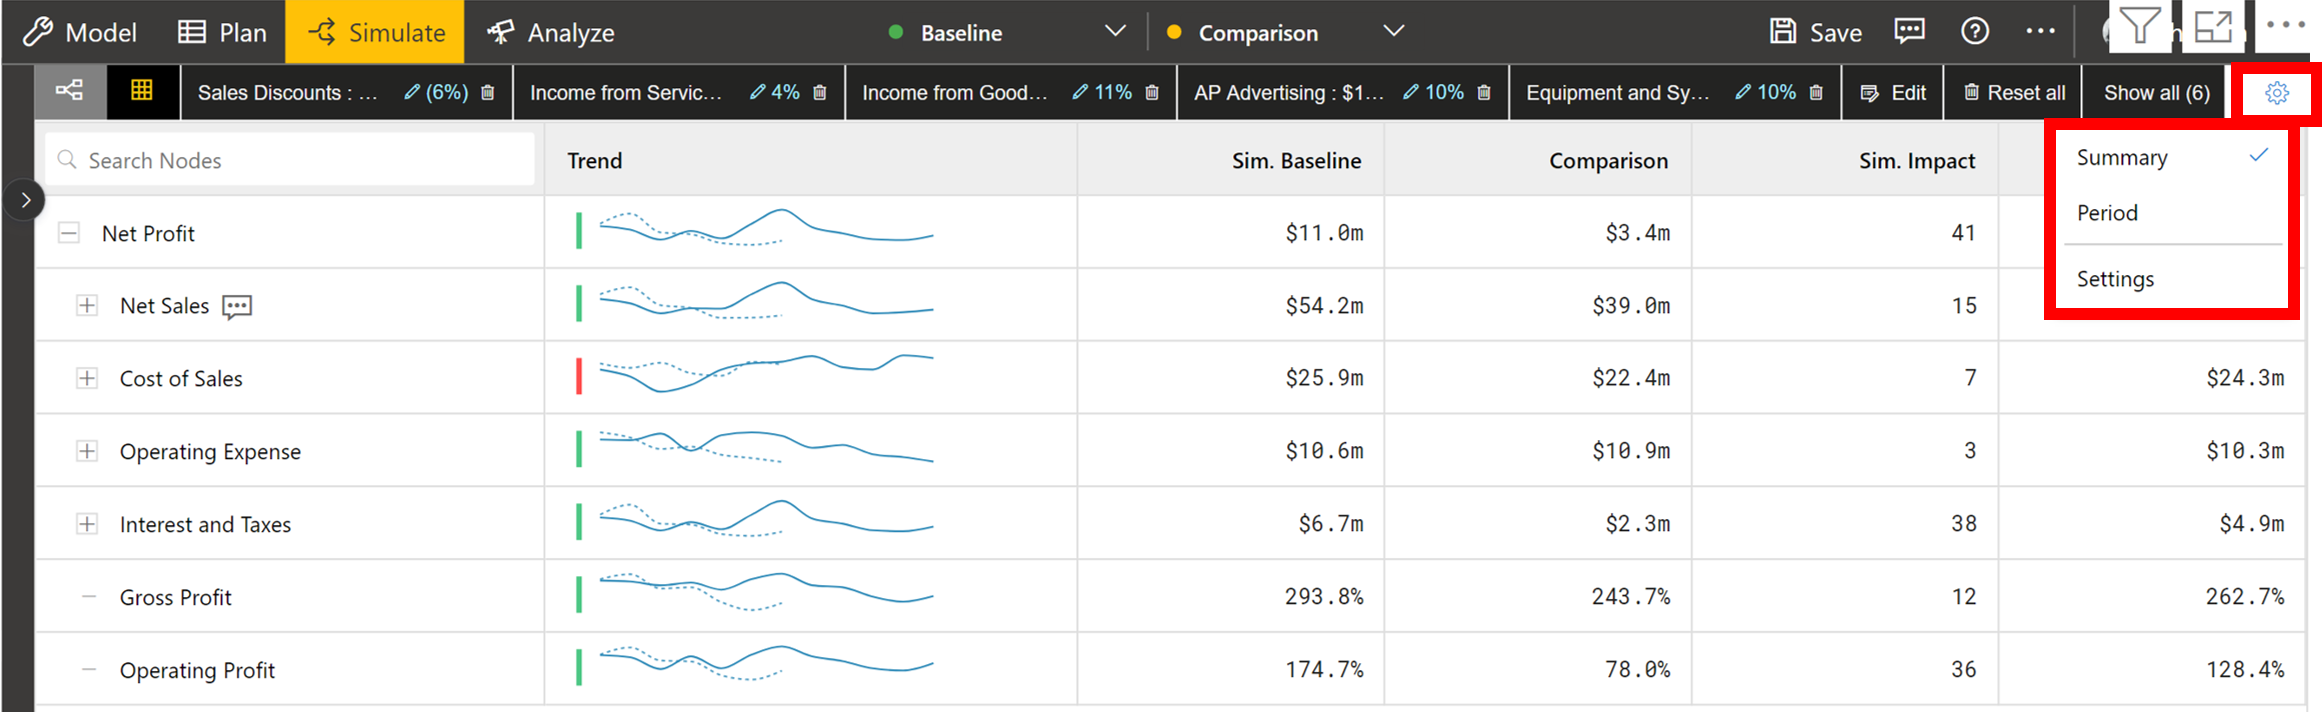 Model Plan Simulate Analyze Baseline Comparison Save
Sales Discounts : ... (6%) Income from Servic... 4% Income from Good... 11% AP Advertising : $1... 10% Equipment and Sy... 10% Edit Reset all Show all (6)
Search Nodes Trend Sim. Baseline Comparison Sim. Impact
Summary
Period
Settings
Net Profit $11.0m $3.4m 41
Net Sales $54.2m $39.0m 15
Cost of Sales $25.9m $22.4m 7 $24.3m
Operating Expense $10.6m $10.9m 3 $10.3m
Interest and Taxes $6.7m $2.3m 38 $4.9m
Gross Profit 293.8% 243.7% 12 262.7%
Operating Profit 174.7% 78.0% 36 128.4%